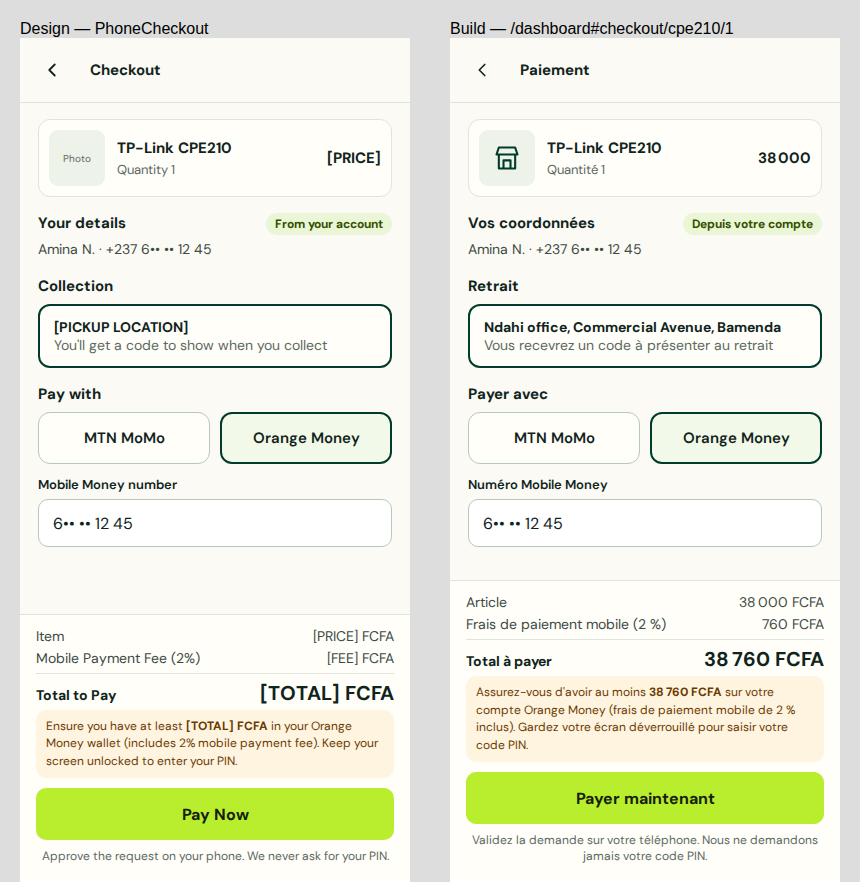 Design — PhoneCheckout
Checkout
Photo
TP-Link CPE210
Quantity 1
[PRICE]
Your details
From your account
Amina N. · +237 6•• •• 12 45
Collection
[PICKUP LOCATION]
You'll get a code to show when you collect
Pay with
MTN MoMo
Orange Money
Mobile Money number
6•• •• 12 45
Item
[PRICE] FCFA
Mobile Payment Fee (2%)
[FEE] FCFA
Total to Pay
[TOTAL] FCFA
Ensure you have at least [TOTAL] FCFA in your Orange
Money wallet (includes 2% mobile payment fee). Keep your
screen unlocked to enter your PIN.
Pay Now
Approve the request on your phone. We never ask for your PIN.
Build — /dashboard#checkout/cpe210/1
Paiement
TP-Link CPE210
Quantité 1
38 000
Vos coordonnées
Depuis votre compte
Amina N. · +237 6•• •• 12 45
Retrait
Ndahi office, Commercial Avenue, Bamenda
Vous recevrez un code à présenter au retrait
Payer avec
MTN MoMo
Orange Money
Numéro Mobile Money
6•• •• 12 45
Article
38 000 FCFA
Frais de paiement mobile (2 %)
760 FCFA
Total à payer
38 760 FCFA
Assurez-vous d'avoir au moins 38 760 FCFA sur votre
compte Orange Money (frais de paiement mobile de 2 %
inclus). Gardez votre écran déverrouillé pour saisir votre
code PIN.
Payer maintenant
Validez la demande sur votre téléphone. Nous ne demandons
jamais votre code PIN.